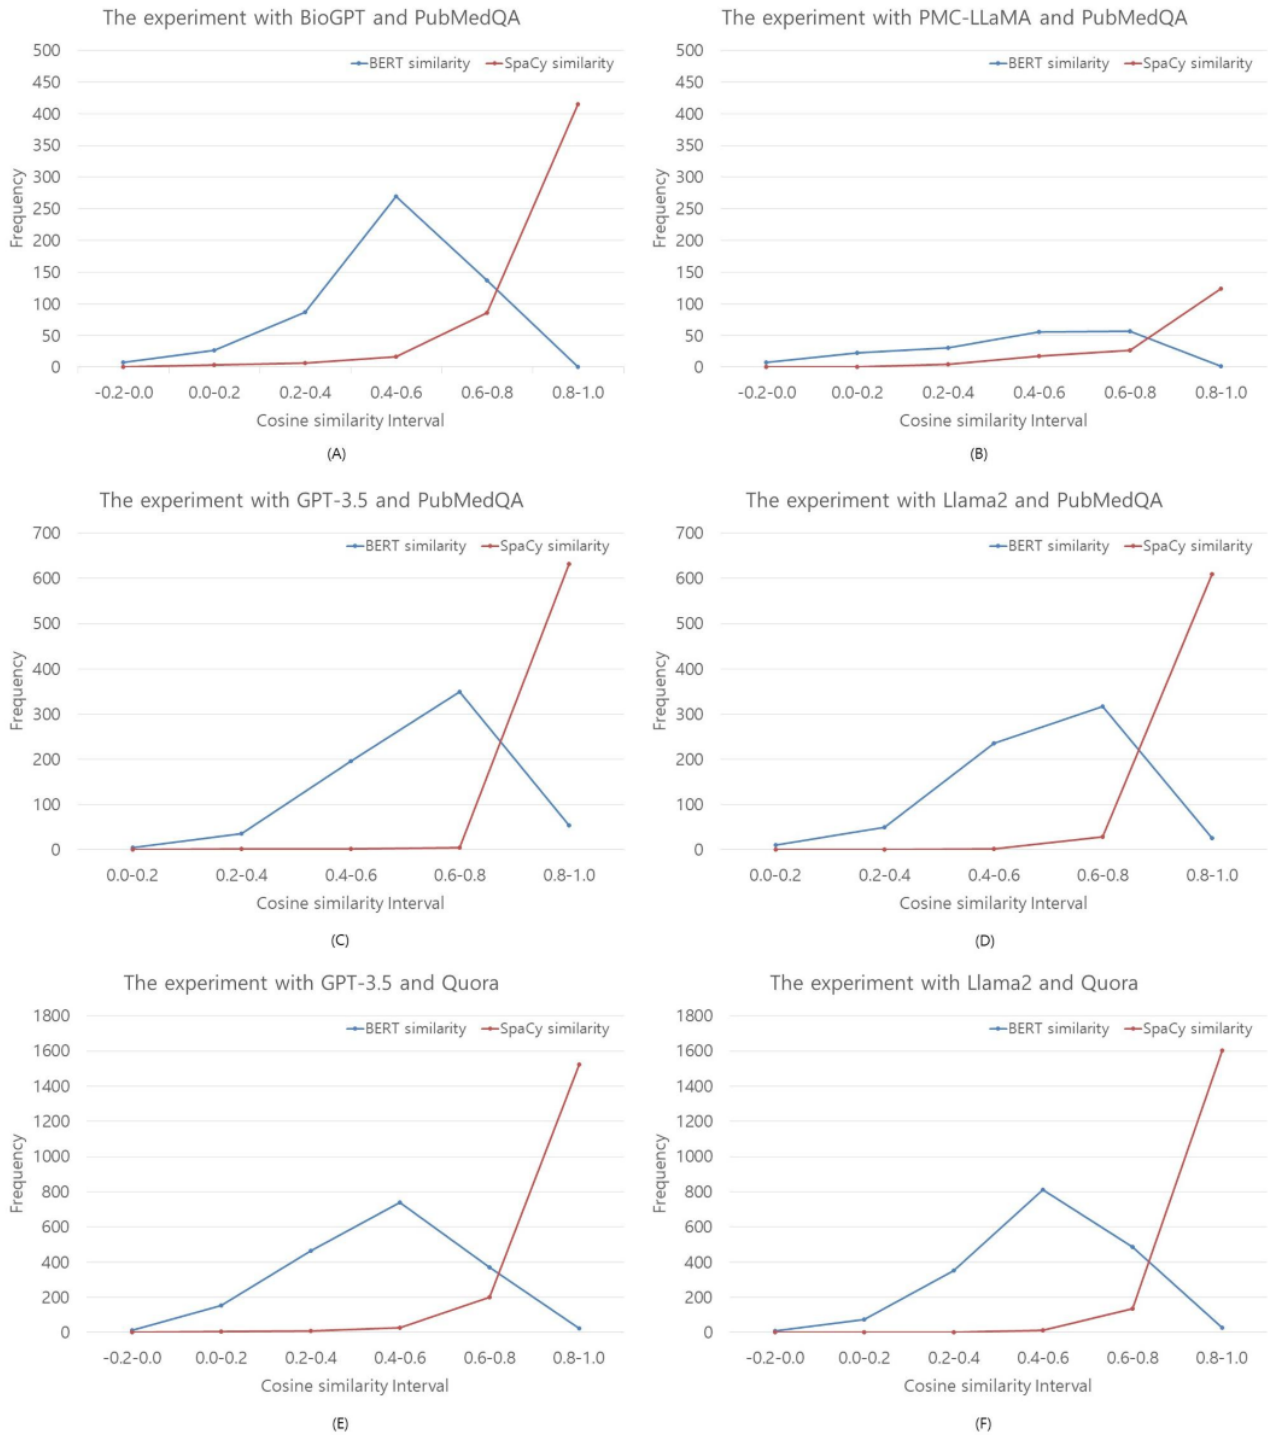 The experiment with BioGPT and PubMedQA
BERT similarity SpaCy similarity
500
450
400
350
300
250
200
150
100
50
0
Frequency
-0.2-0.0 0.0-0.2 0.2-0.4 0.4-0.6 0.6-0.8 0.8-1.0
Cosine similarity Interval
(A)
The experiment with PMC-LLaMA and PubMedQA
BERT similarity SpaCy similarity
500
450
400
350
300
250
200
150
100
50
0
Frequency
-0.2-0.0 0.0-0.2 0.2-0.4 0.4-0.6 0.6-0.8 0.8-1.0
Cosine similarity Interval
(B)
The experiment with GPT-3.5 and PubMedQA
BERT similarity SpaCy similarity
700
600
500
400
300
200
100
0
Frequency
0.0-0.2 0.2-0.4 0.4-0.6 0.6-0.8 0.8-1.0
Cosine similarity Interval
(C)
The experiment with Llama2 and PubMedQA
BERT similarity SpaCy similarity
700
600
500
400
300
200
100
0
Frequency
0.0-0.2 0.2-0.4 0.4-0.6 0.6-0.8 0.8-1.0
Cosine similarity Interval
(D)
The experiment with GPT-3.5 and Quora
BERT similarity SpaCy similarity
1800
1600
1400
1200
1000
800
600
400
200
0
Frequency
-0.2-0.0 0.0-0.2 0.2-0.4 0.4-0.6 0.6-0.8 0.8-1.0
Cosine similarity Interval
(E)
The experiment with Llama2 and Quora
BERT similarity SpaCy similarity
1800
1600
1400
1200
1000
800
600
400
200
0
Frequency
-0.2-0.0 0.0-0.2 0.2-0.4 0.4-0.6 0.6-0.8 0.8-1.0
Cosine similarity Interval
(F)